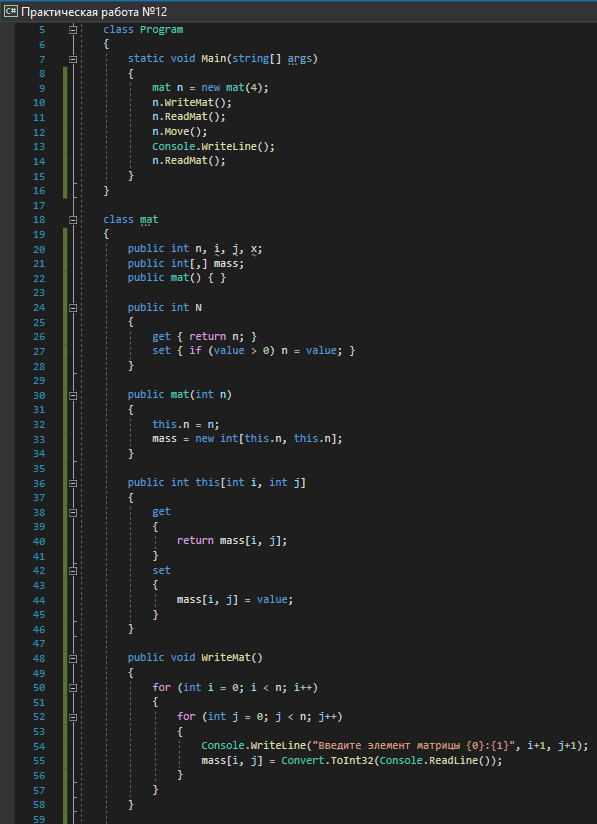 C# Практическая работа №12
5 class Program
6 {
7 static void Main(string[] args)
8 {
9 mat n = new mat(4);
10 n.WriteMat();
11 n.ReadMat();
12 n.Move();
13 Console.WriteLine();
14 n.ReadMat();
15 }
16 }
17
18 class mat
19 {
20 public int n, i, j, x;
21 public int[,] mass;
22 public mat() { }
23
24 public int N
25 {
26 get { return n; }
27 set { if (value > 0) n = value; }
28 }
29
30 public mat(int n)
31 {
32 this.n = n;
33 mass = new int[this.n, this.n];
34 }
35
36 public int this[int i, int j]
37 {
38 get
39 {
40 return mass[i, j];
41 }
42 set
43 {
44 mass[i, j] = value;
45 }
46 }
47
48 public void WriteMat()
49 {
50 for (int i = 0; i < n; i++)
51 {
52 for (int j = 0; j < n; j++)
53 {
54 Console.WriteLine("Введите элемент матрицы {0}:{1}", i+1, j+1);
55 mass[i, j] = Convert.ToInt32(Console.ReadLine());
56 }
57 }
58 }
59